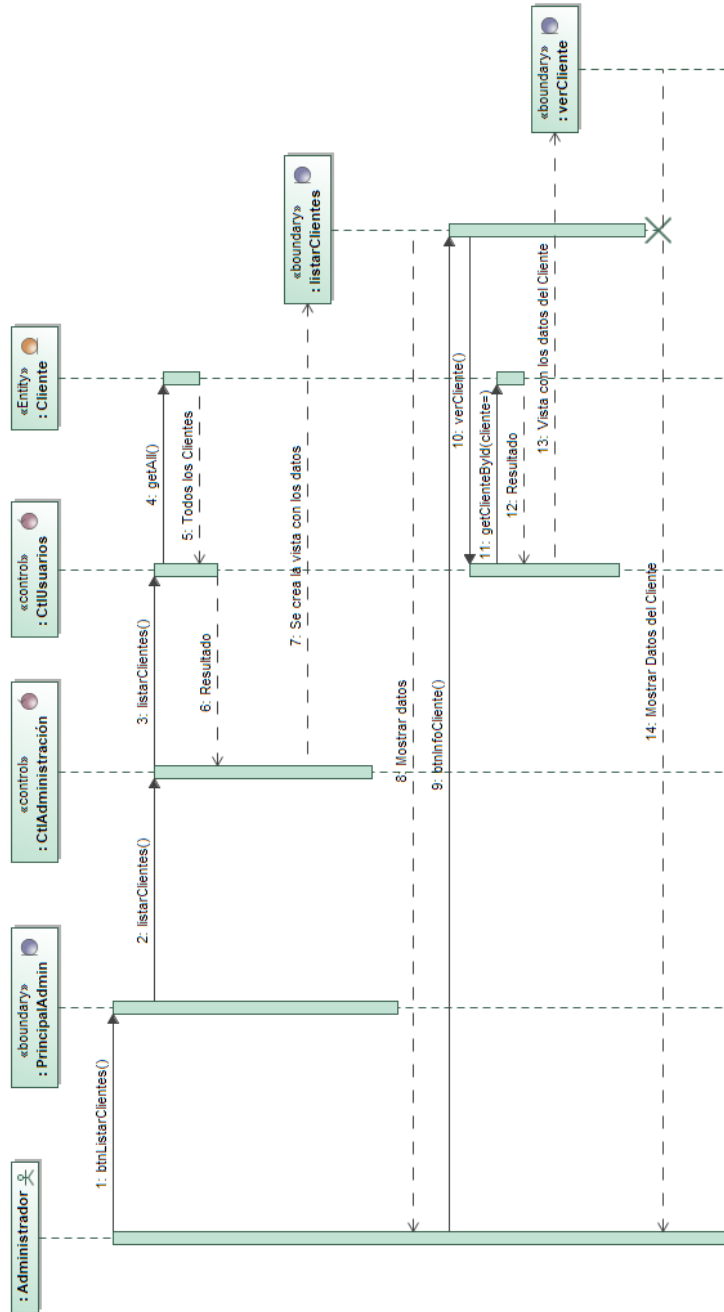 : Administrador
«boundary»
: PrincipalAdmin
«control»
: CtlAdministración
«control»
: CtlUsuarios
«Entity»
: Cliente
«boundary»
: listarClientes
«boundary»
: verCliente
1: btnListarClientes()
2: listarClientes()
3: listarClientes()
4: getAll()
5: Todos los Clientes
6: Resultado
7: Se crea la vista con los datos
8: Mostrar datos
9: btnInfoCliente()
10: verCliente()
11: getClienteById(cliente=)
12: Resultado
13: Vista con los datos del Cliente
14: Mostrar Datos del Cliente